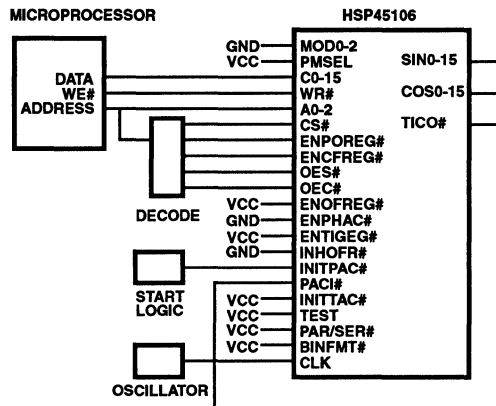 MICROPROCESSOR
HSP45106
GND MOD0-2
VCC PMSEL SIN0-15
DATA C0-15
WE# WR# COS0-15
ADDRESS A0-2
CS# TICO#
ENPOREG#
ENCFREG#
OES#
OEC#
DECODE
VCC ENOFREG#
GND ENPHAC#
VCC ENTIGEG#
GND INHOFR#
INITPAC#
START
LOGIC
PACI#
VCC INITTAC#
VCC TEST
VCC PAR/SER#
VCC BINFMT#
CLK
OSCILLATOR